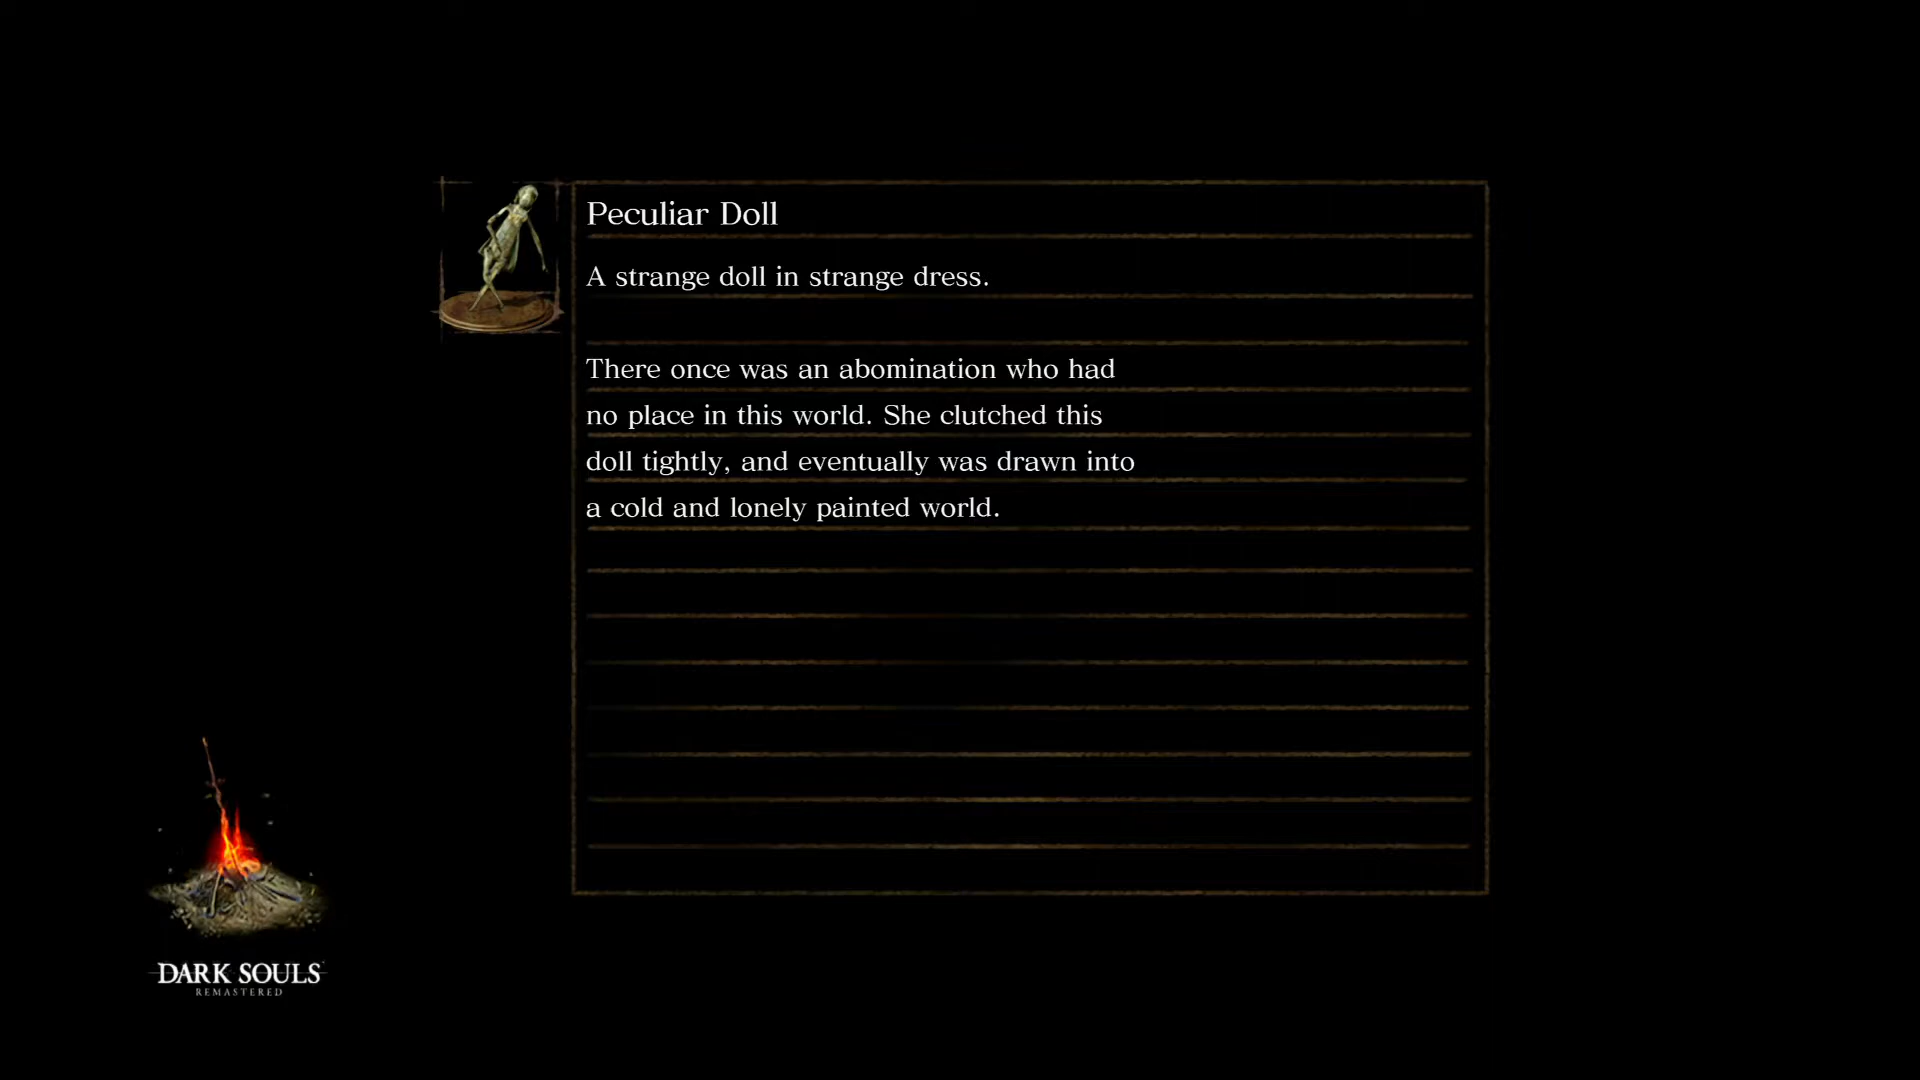 Peculiar Doll
A strange doll in strange dress.
There once was an abomination who had
no place in this world. She clutched this
doll tightly, and eventually was drawn into
a cold and lonely painted world.
DARK SOULS
REMASTERED